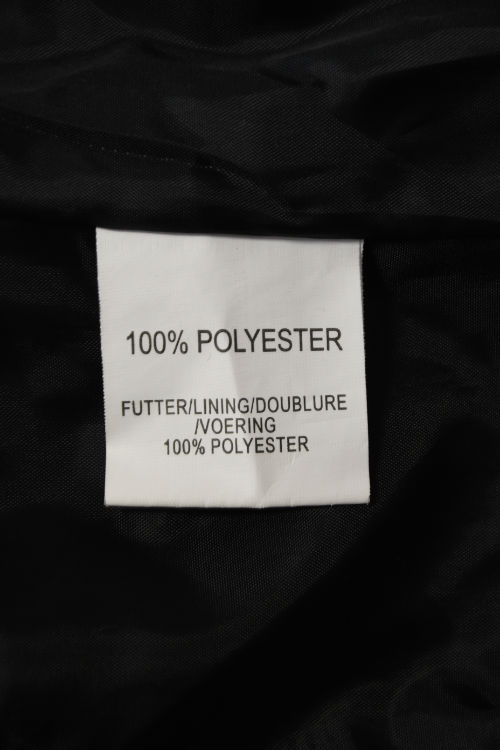 100% POLYESTER
FUTTER/LINING/DOUBLURE
/VOERING
100% POLYESTER